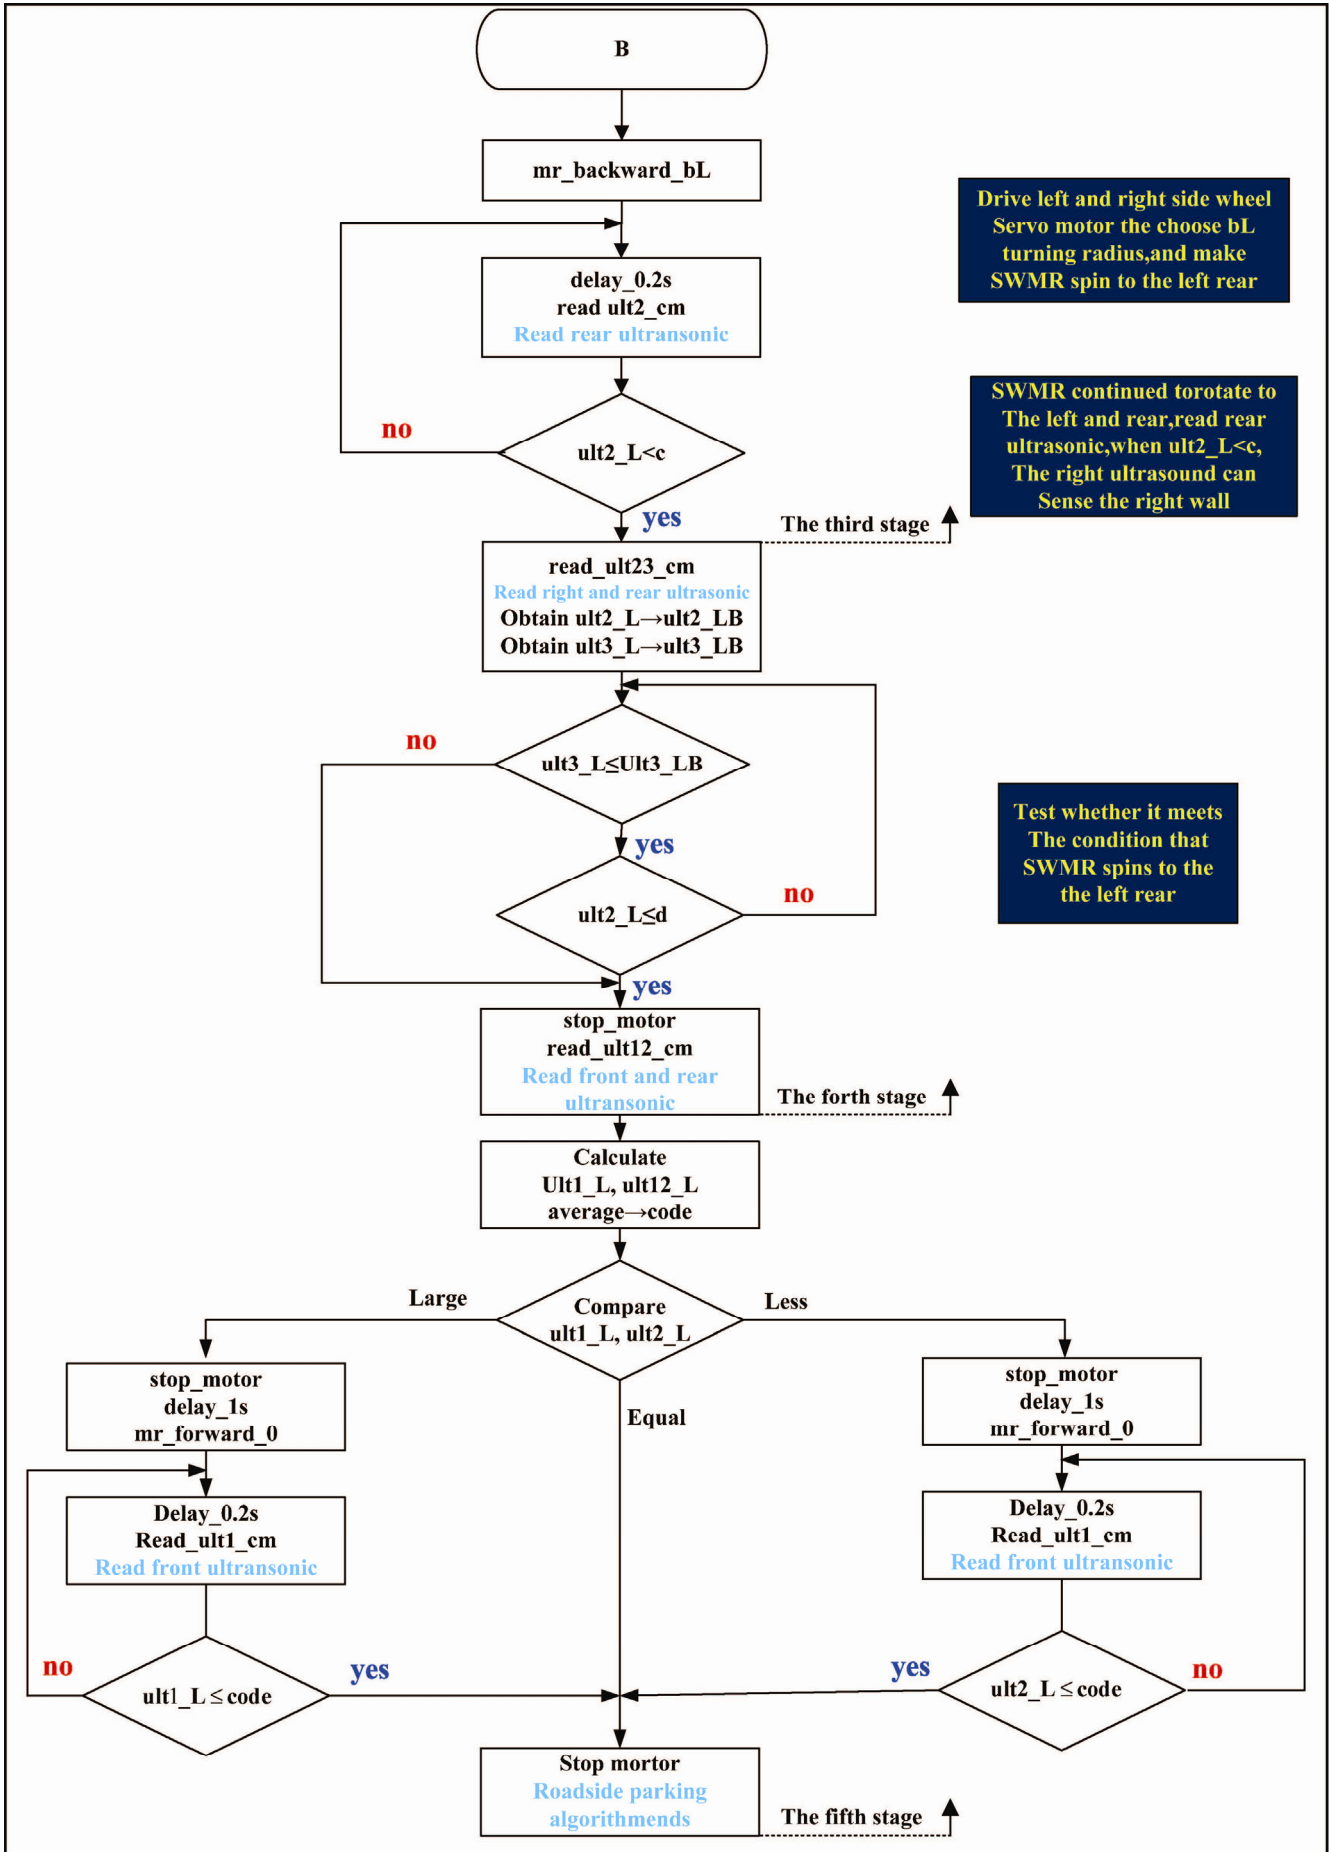 B
mr_backward_bL
Drive left and right side wheel
Servo motor the choose bL
turning radius,and make
SWMR spin to the left rear
delay_0.2s
read ult2_cm
Read rear ultransonic
SWMR continued torotate to
The left and rear,read rear
ultrasonic,when ult2_L<c,
The right ultrasound can
Sense the right wall
no
ult2_L<c
yes
The third stage
read_ult23_cm
Read right and rear ultrasonic
Obtain ult2_L→ult2_LB
Obtain ult3_L→ult3_LB
no
ult3_L≤Ult3_LB
yes
Test whether it meets
The condition that
SWMR spins to the
the left rear
ult2_L≤d
no
yes
stop_motor
read_ult12_cm
Read front and rear
ultransonic
The forth stage
Calculate
Ult1_L, ult12_L
average→code
Large
Compare
ult1_L, ult2_L
Less
Equal
stop_motor
delay_1s
mr_forward_0
stop_motor
delay_1s
mr_forward_0
Delay_0.2s
Read_ult1_cm
Read front ultransonic
Delay_0.2s
Rcad_ult1_cm
Read front ultransonic
no
ult1_L ≤ code
yes
yes
ult2_L ≤ code
no
Stop mortor
Roadside parking
algorithmends
The fifth stage